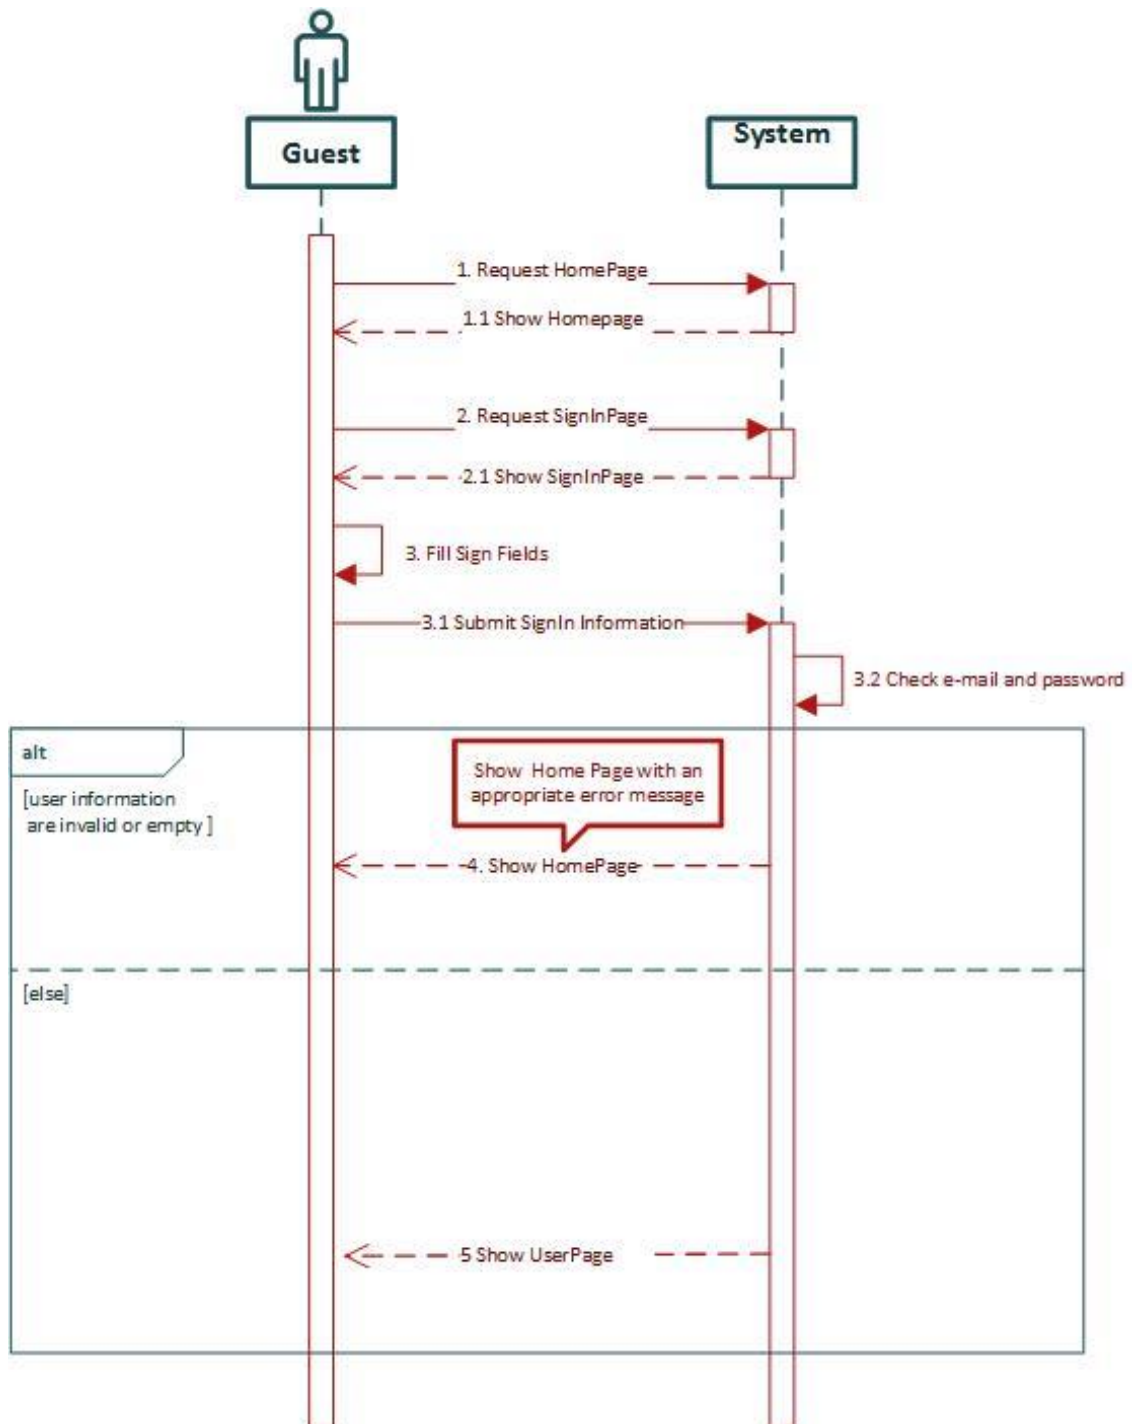 Guest
System
1. Request HomePage
1.1 Show Homepage
2. Request SignInPage
2.1 Show SignInPage
3. Fill Sign Fields
3.1 Submit SignIn Information
3.2 Check e-mail and password
alt
[user information
are invalid or empty ]
Show Home Page with an
appropriate error message
4. Show HomePage
[else]
5 Show UserPage